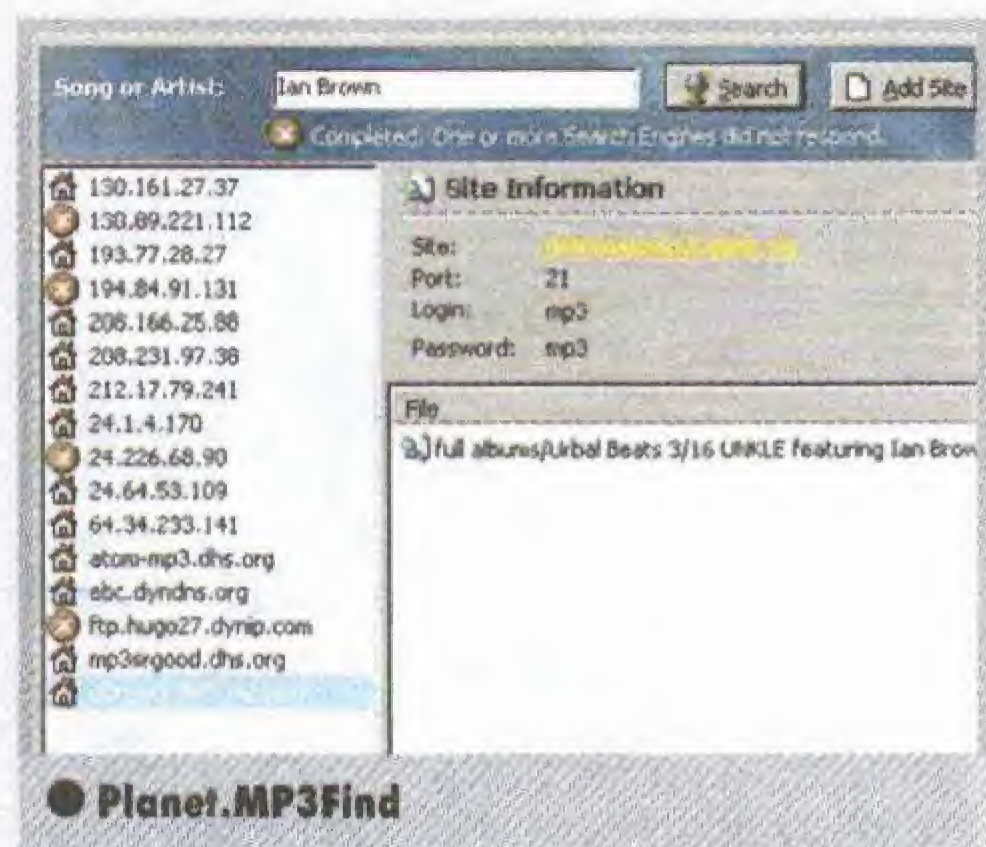 Song or Artist: Ian Brown Search Add Site
Completed. One or more Search Engines did not respond.
130.161.27.37
130.89.221.112
193.77.28.27
194.84.91.131
208.166.25.88
208.231.97.38
212.17.79.241
24.1.4.170
24.226.68.90
24.64.53.109
64.34.233.141
atom-mp3.dhs.org
ebc.dyndns.org
ftp.hugo27.dynip.com
mp3srgood.dhs.org
Site Information
Site:
Port: 21
Login: mp3
Password: mp3
File
full albums/Urbal Beats 3/16 UNKLE featuring Ian Brow
Planet.MP3Find